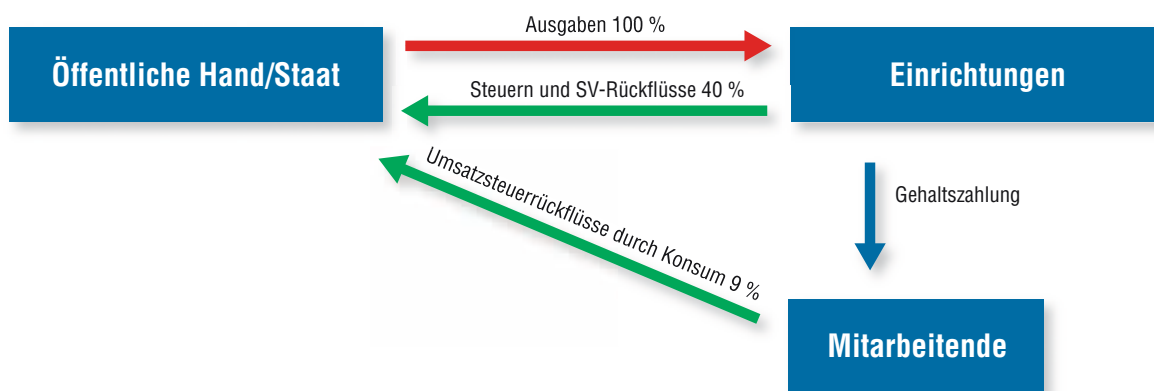 Ausgaben 100 %
Öffentliche Hand/Staat
Einrichtungen
Steuern und SV-Rückflüsse 40 %
Umsatzsteuerrückflüsse durch Konsum 9 %
Gehaltszahlung
Mitarbeitende